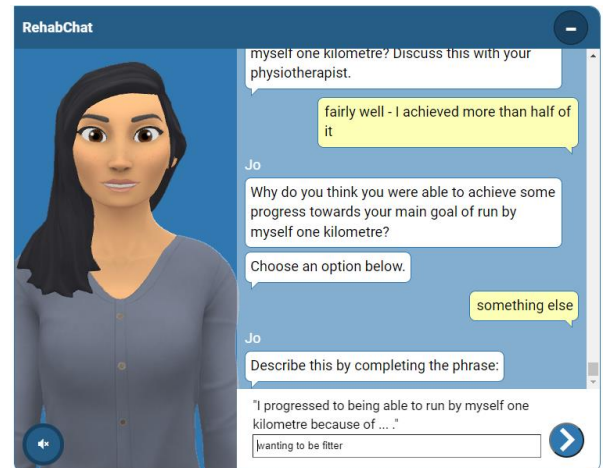 RehabChat
myself one kilometre? Discuss this with your
physiotherapist.
fairly well - I achieved more than half of
it
Jo
Why do you think you were able to achieve some
progress towards your main goal of run by
myself one kilometre?
Choose an option below.
something else
Jo
Describe this by completing the phrase:
"I progressed to being able to run by myself one
kilometre because of ... ."
wanting to be fitter